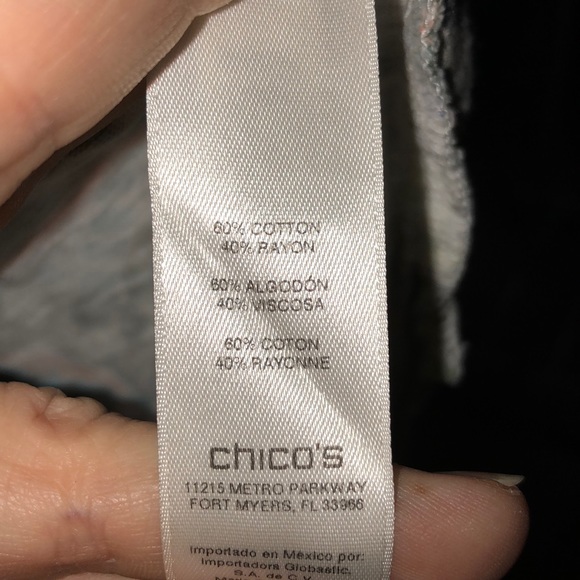 60% COTTON
40% RAYON
60% ALGODÓN
40% VISCOSA
60% COTON
40% RAYONNE
chico's
11215 METRO PARKWAY
FORT MYERS, FL 33966
Importado en México por:
Importadora Globastic,
S.A. de C.V.